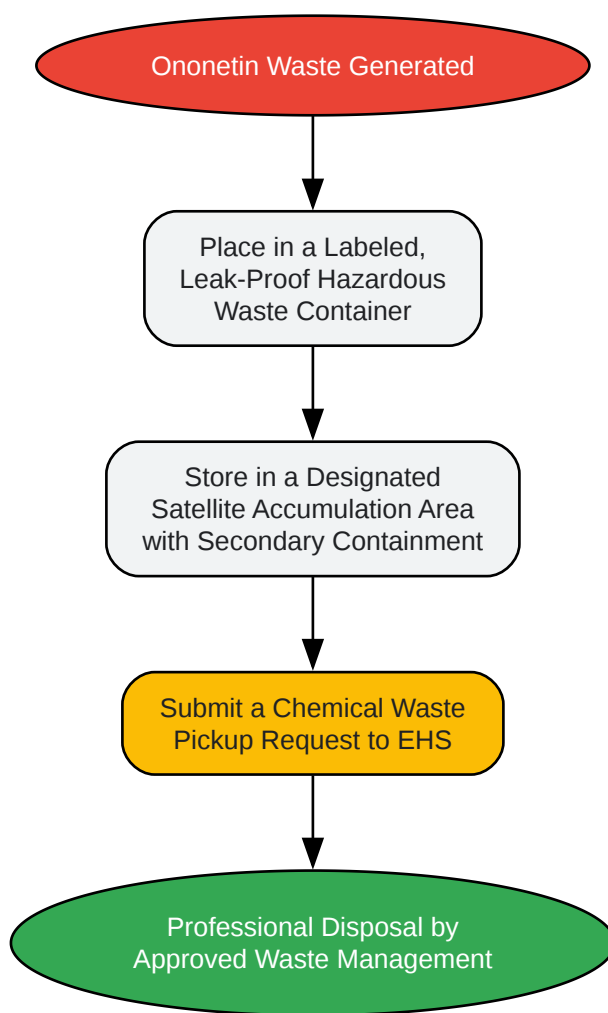 Ononetin Waste Generated
Place in a Labeled,
Leak-Proof Hazardous
Waste Container
Store in a Designated
Satellite Accumulation Area
with Secondary Containment
Submit a Chemical Waste
Pickup Request to EHS
Professional Disposal by
Approved Waste Management